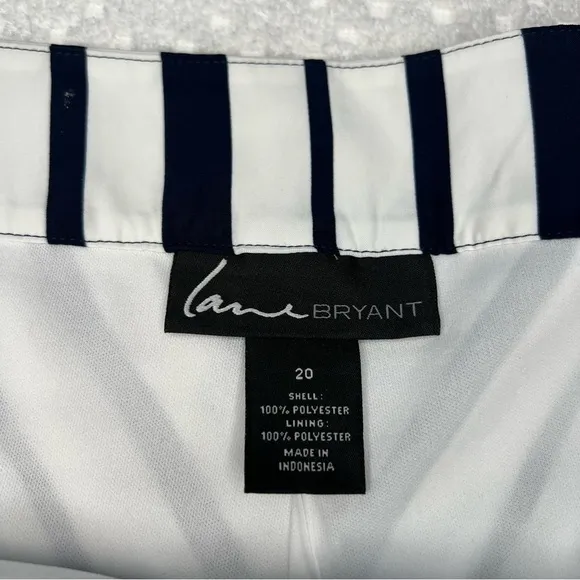 lane BRYANT
20
SHELL:
100% POLYESTER
LINING:
100% POLYESTER
MADE IN
INDONESIA